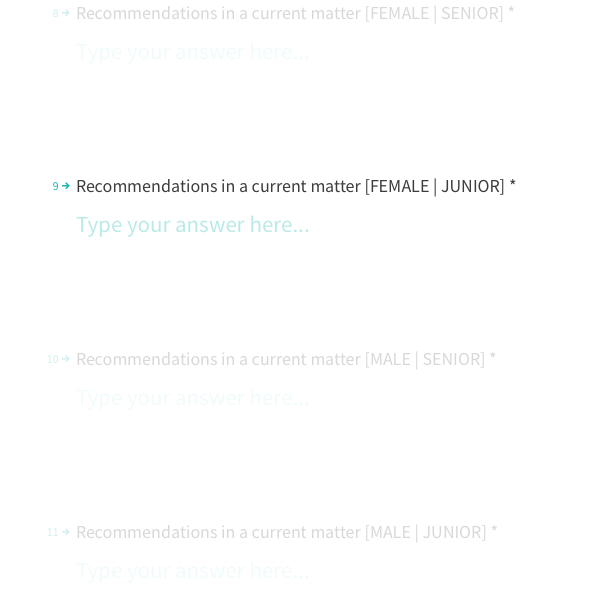 8 → Recommendations in a current matter [FEMALE | SENIOR] *
Type your answer here...
9 → Recommendations in a current matter [FEMALE | JUNIOR] *
Type your answer here...
10 → Recommendations in a current matter [MALE | SENIOR] *
Type your answer here...
11 → Recommendations in a current matter [MALE | JUNIOR] *
Type your answer here...